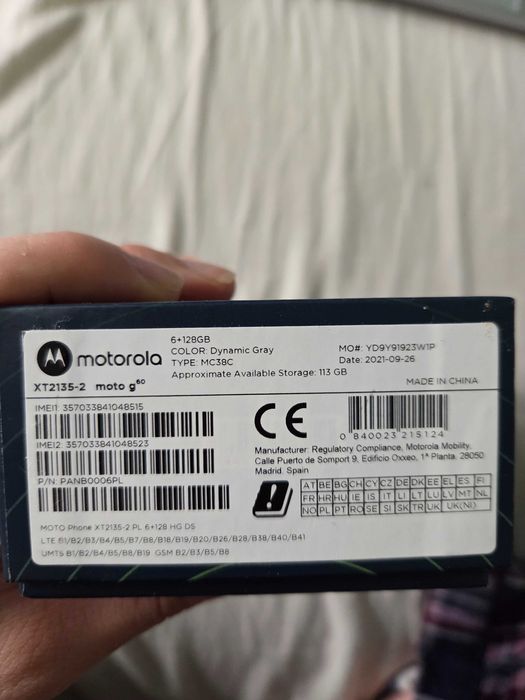 motorola
6+128GB
COLOR: Dynamic Gray
TYPE: MC38C
Approximate Available Storage: 113 GB
MO#: YD9Y91923W1P
Date: 2021-09-26
MADE IN CHINA
XT2135-2 moto g60
IMEI1: 357033841048515
IMEI2: 357033841048523
P/N: PANB0006PL
CE
0 840023 215124
Manufacturer: Regulatory Compliance, Motorola Mobility,
Calle Puerto de Somport 9, Edificio Oxxeo, 1ª Planta, 28050
Madrid, Spain
AT BE BG CH CY CZ DE DK EE EL ES FI
FR HR HU IE IS IT LI LT LU LV MT NL
NO PL PT RO SE SI SK TR UK UK(NI)
MOTO Phone XT2135-2 PL 6+128 HG DS
LTE B1/B2/B3/B4/B5/B7/B8/B18/B19/B20/B26/B28/B38/B40/B41
UMTS B1/B2/B4/B5/B8/B19 GSM B2/B3/B5/B8